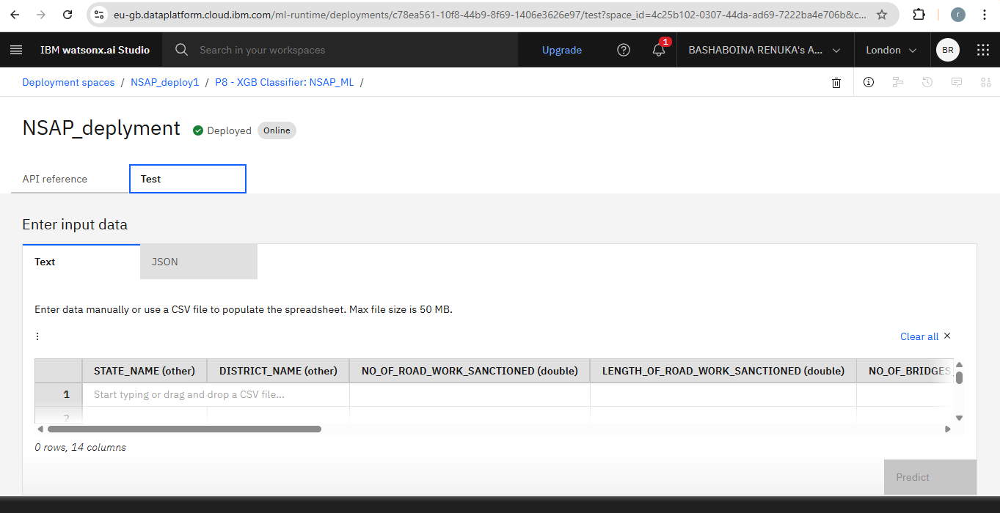 eu-gb.dataplatform.cloud.ibm.com/ml-runtime/deployments/c78ea561-10f8-44b9-8f69-1406e3626e97/test?space_id=4c25b102-0307-44da-ad69-7222ba4e706b&c...
r
IBM watsonx.ai Studio
Search in your workspaces
Upgrade
1
BASHABOINA RENUKA's A...
London
BR
Deployment spaces / NSAP_deploy1 / P8 - XGB Classifier: NSAP_ML /
NSAP_deplyment
Deployed
Online
API reference
Test
Enter input data
Text
JSON
Enter data manually or use a CSV file to populate the spreadsheet. Max file size is 50 MB.
Clear all
STATE_NAME (other) DISTRICT_NAME (other) NO_OF_ROAD_WORK_SANCTIONED (double) LENGTH_OF_ROAD_WORK_SANCTIONED (double) NO_OF_BRIDGES_
1 Start typing or drag and drop a CSV file...
2
0 rows, 14 columns
Predict